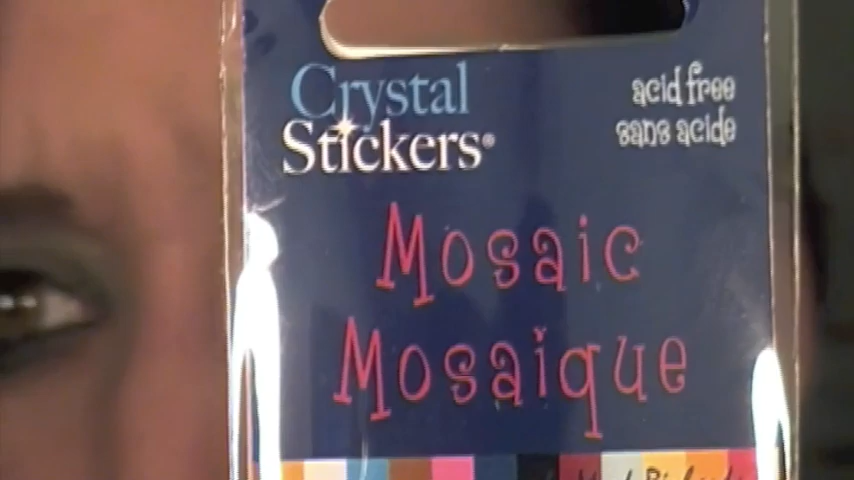 Crystal
Stickers®
acid free
sans acide
Mosaic
Mosaique